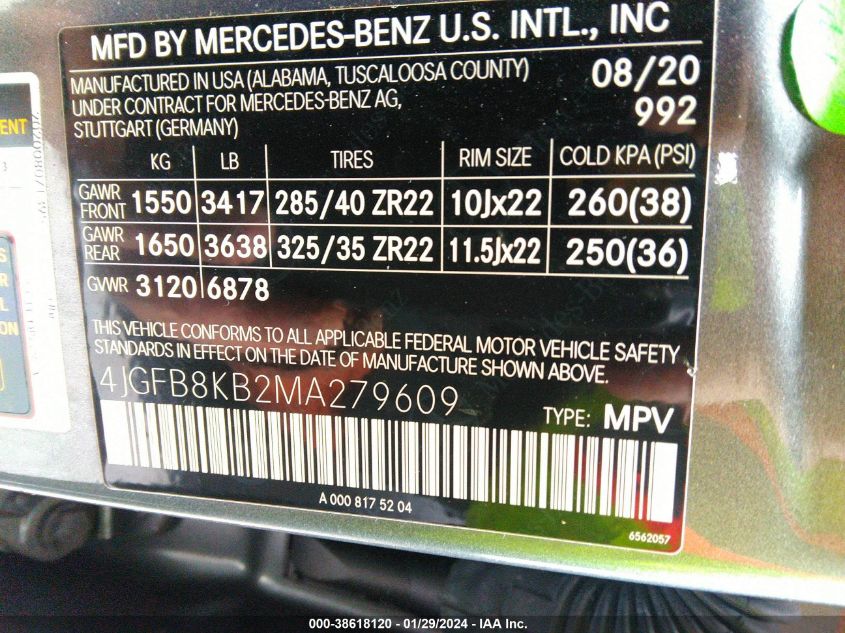 MFD BY MERCEDES-BENZ U.S. INTL., INC
MANUFACTURED IN USA (ALABAMA, TUSCALOOSA COUNTY) 08/20
UNDER CONTRACT FOR MERCEDES-BENZ AG, 992
STUTTGART (GERMANY)
KG LB TIRES RIM SIZE COLD KPA (PSI)
GAWR FRONT 1550 3417 285/40 ZR22 10Jx22 260(38)
GAWR REAR 1650 3638 325/35 ZR22 11.5Jx22 250(36)
GVWR 3120 6878
THIS VEHICLE CONFORMS TO ALL APPLICABLE FEDERAL MOTOR VEHICLE SAFETY
STANDARDS IN EFFECT ON THE DATE OF MANUFACTURE SHOWN ABOVE.
4JGFB8KB2MA279609
TYPE: MPV
A 000 817 52 04
6562057
000-38618120 - 01/29/2024 - IAA Inc.